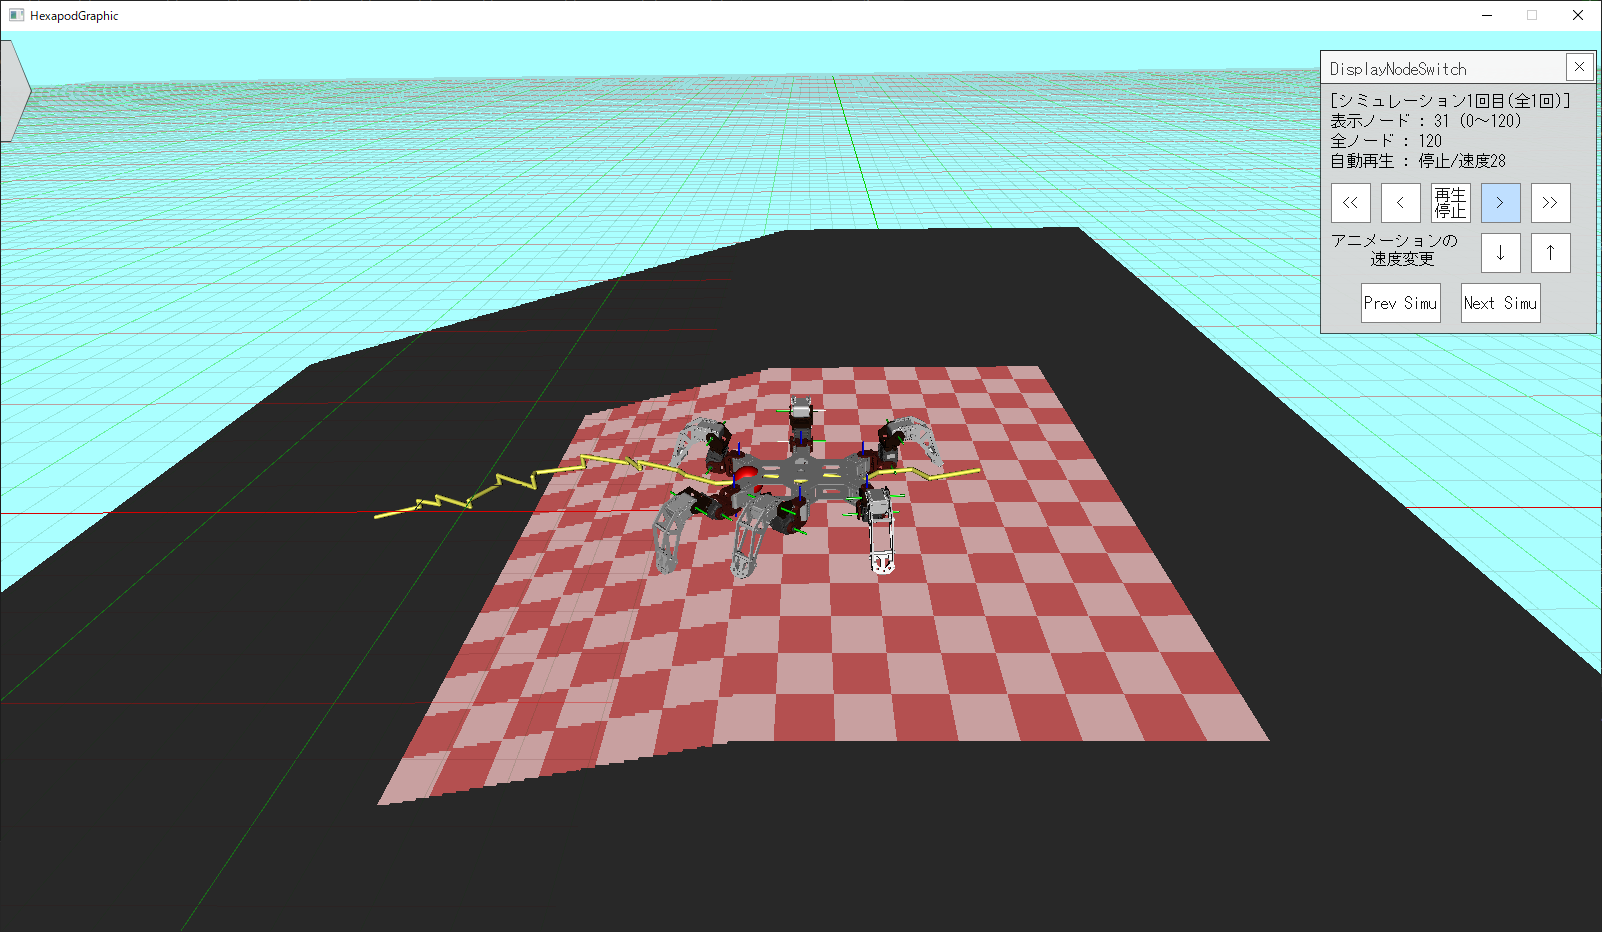 HexapodGraphic
DisplayNodeSwitch
[シミュレーション1回目(全1回)]
表示ノード : 31 (0～120)
全ノード : 120
自動再生 : 停止/速度28
<< < 再生 > >>
停止
アニメーションの
速度変更 ↓ ↑
Prev Simu Next Simu